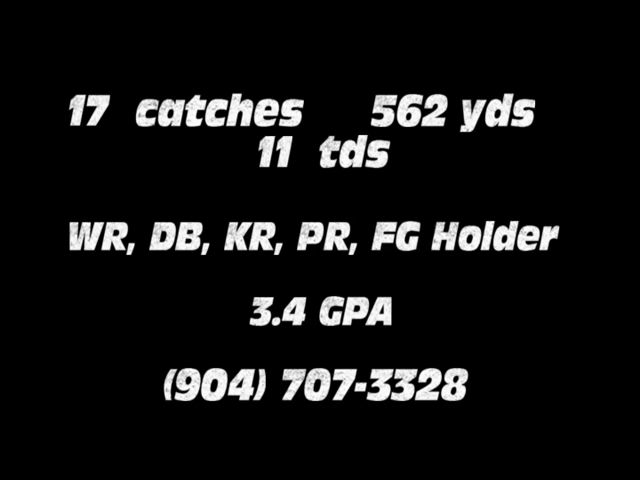 17 catches 562 yds
11 tds
WR, DB, KR, PR, FG Holder
3.4 GPA
(904) 707-3328